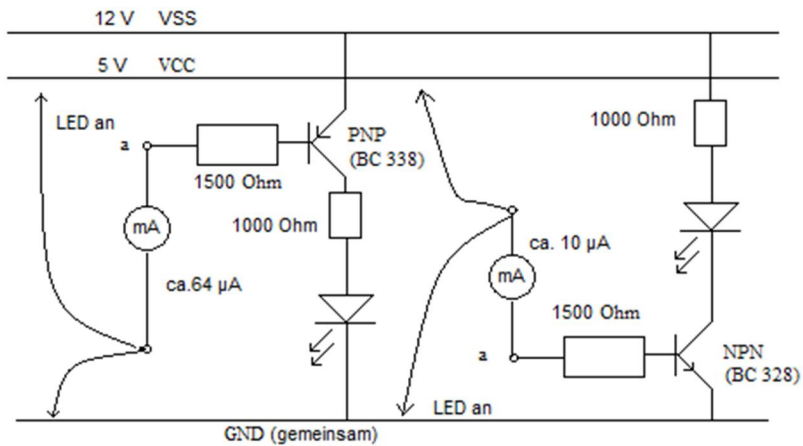 12 V VSS
5 V VCC
LED an
a
1500 Ohm
PNP
(BC 338)
1000 Ohm
mA
ca.64 µA
1000 Ohm
ca. 10 µA
mA
1500 Ohm
a
NPN
(BC 328)
LED an
GND (gemeinsam)